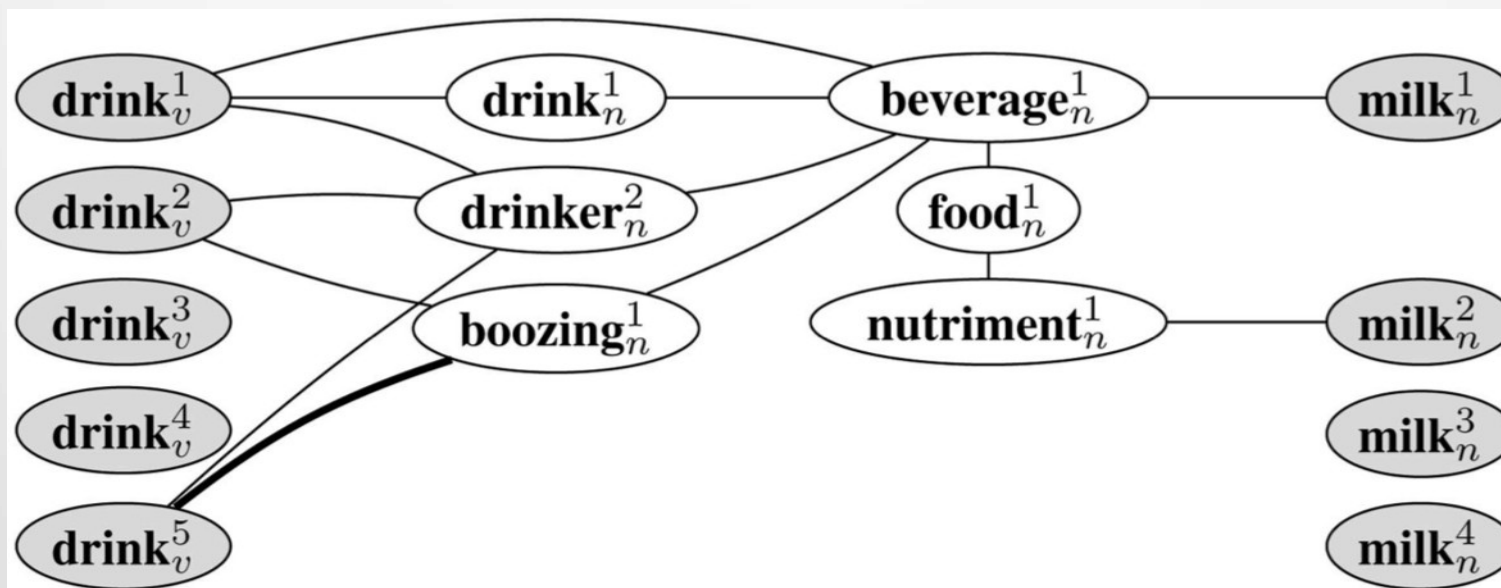 drink¹ᵥ drink¹ₙ beverage¹ₙ milk¹ₙ
drink²ᵥ drinker²ₙ food¹ₙ
drink³ᵥ boozing¹ₙ nutriment¹ₙ milk²ₙ
drink⁴ᵥ milk³ₙ
drink⁵ᵥ milk⁴ₙ